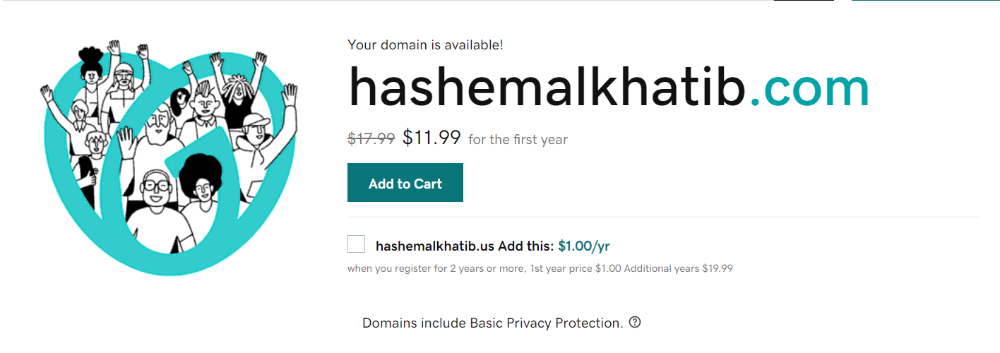 Your domain is available!
hashemalkhatib.com
$17.99 $11.99 for the first year
Add to Cart
hashemalkhatib.us Add this: $1.00/yr
when you register for 2 years or more, 1st year price $1.00 Additional years $19.99
Domains include Basic Privacy Protection. ?